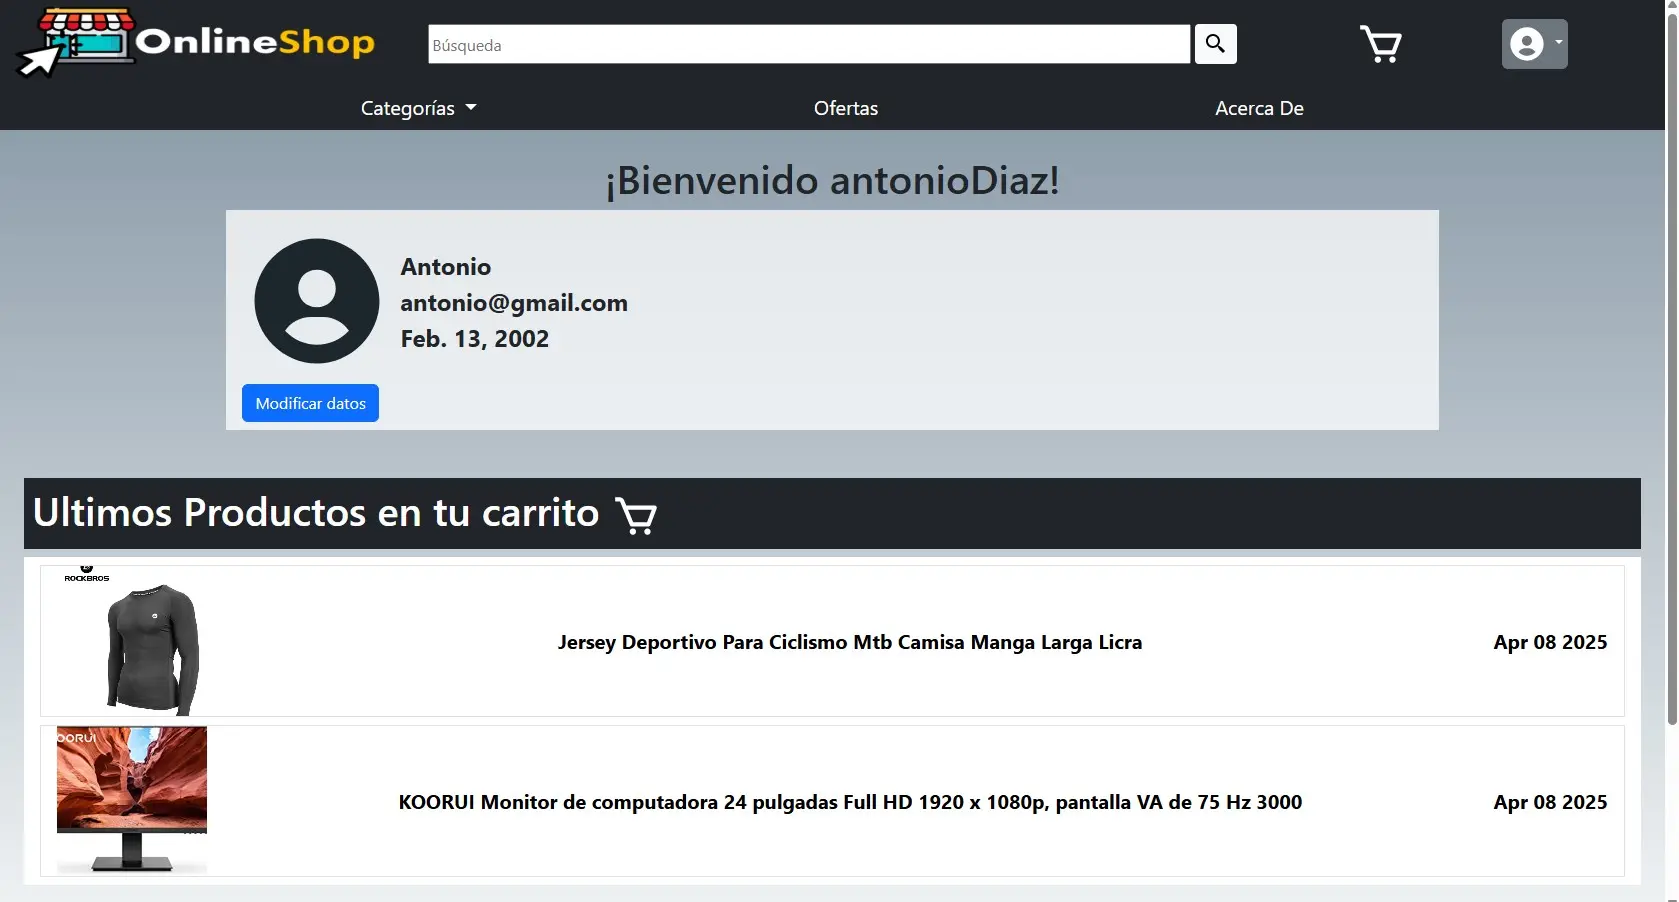 OnlineShop
Búsqueda
Categorías
Ofertas
Acerca De
¡Bienvenido antonioDiaz!
Antonio
antonio@gmail.com
Feb. 13, 2002
Modificar datos
Ultimos Productos en tu carrito
ROCKBROS
Jersey Deportivo Para Ciclismo Mtb Camisa Manga Larga Licra
Apr 08 2025
OORUI
KOORUI Monitor de computadora 24 pulgadas Full HD 1920 x 1080p, pantalla VA de 75 Hz 3000
Apr 08 2025